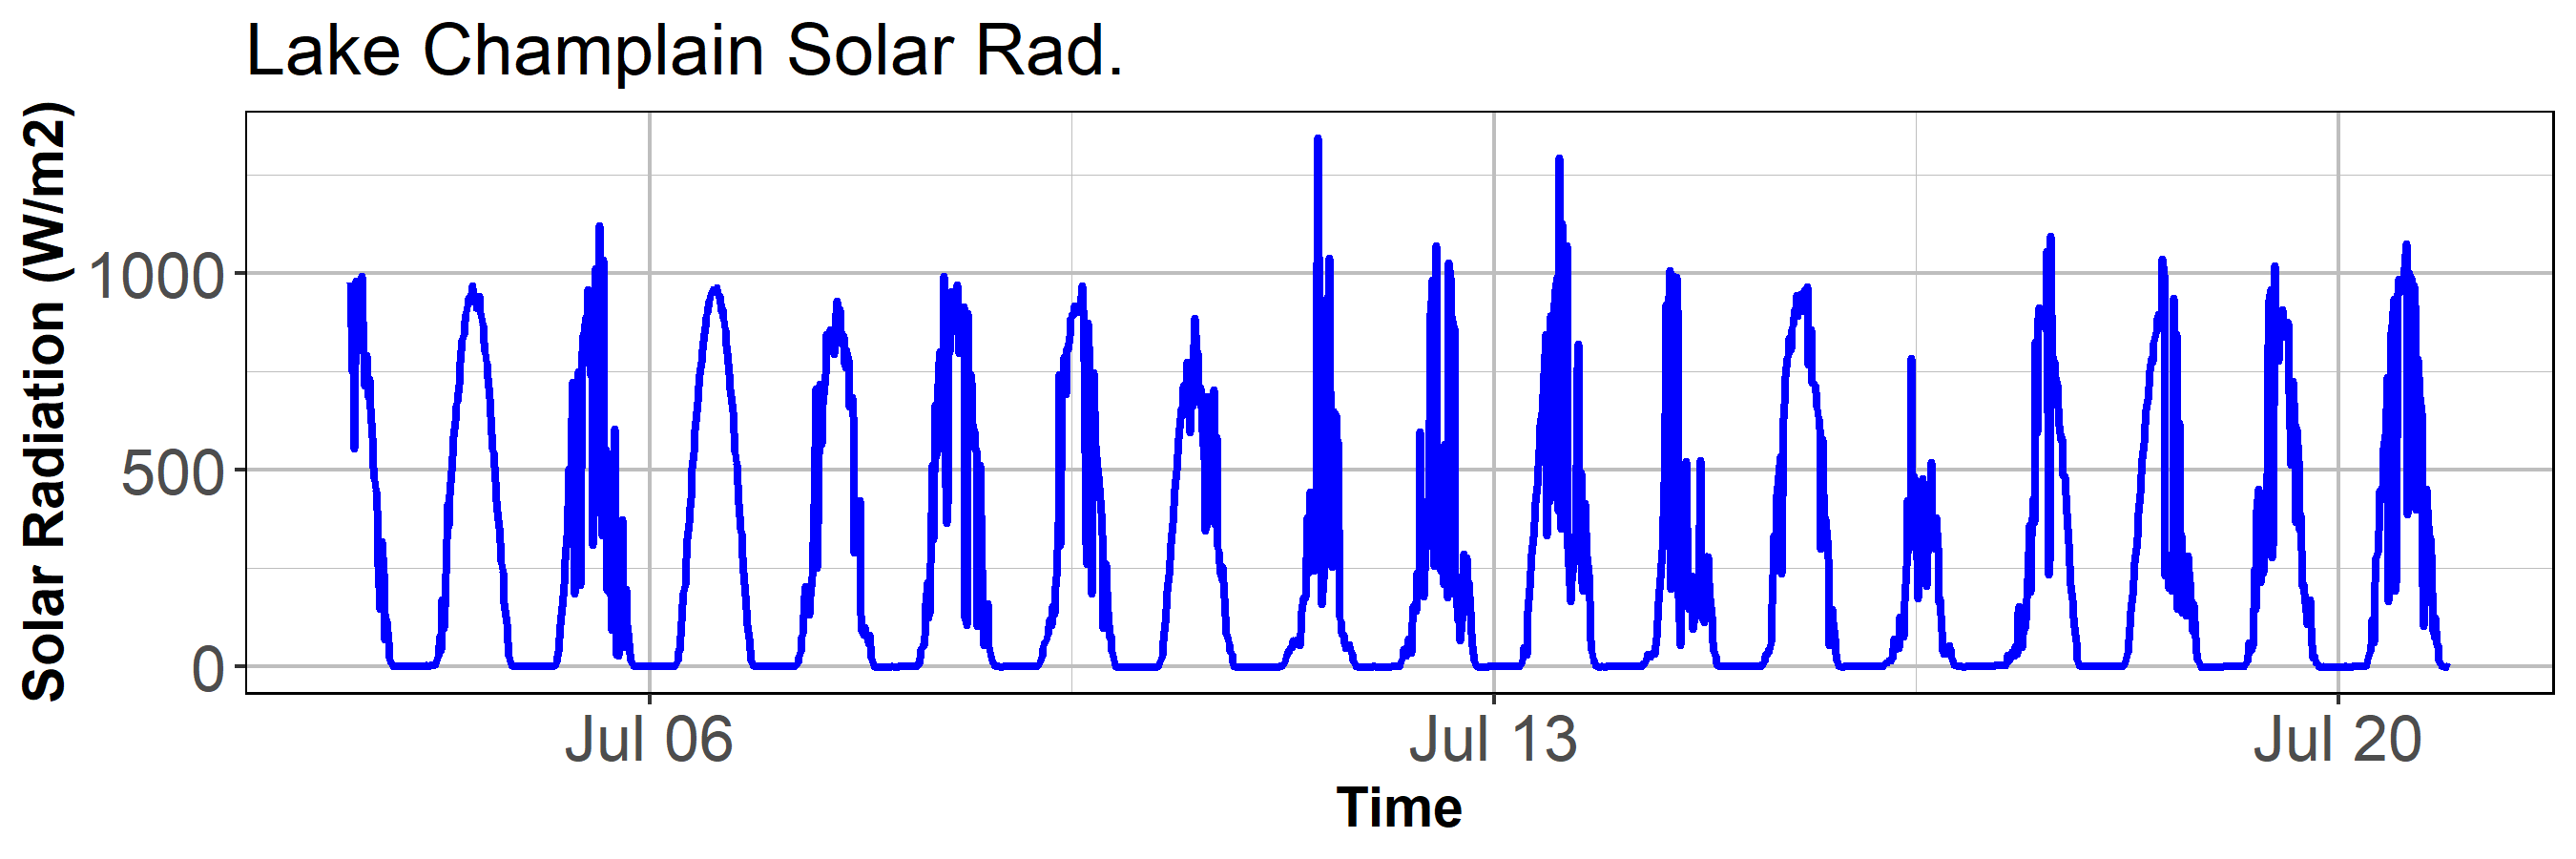 Lake Champlain Solar Rad.
Solar Radiation (W/m2)
1000
500
0
Jul 06 Jul 13 Jul 20
Time